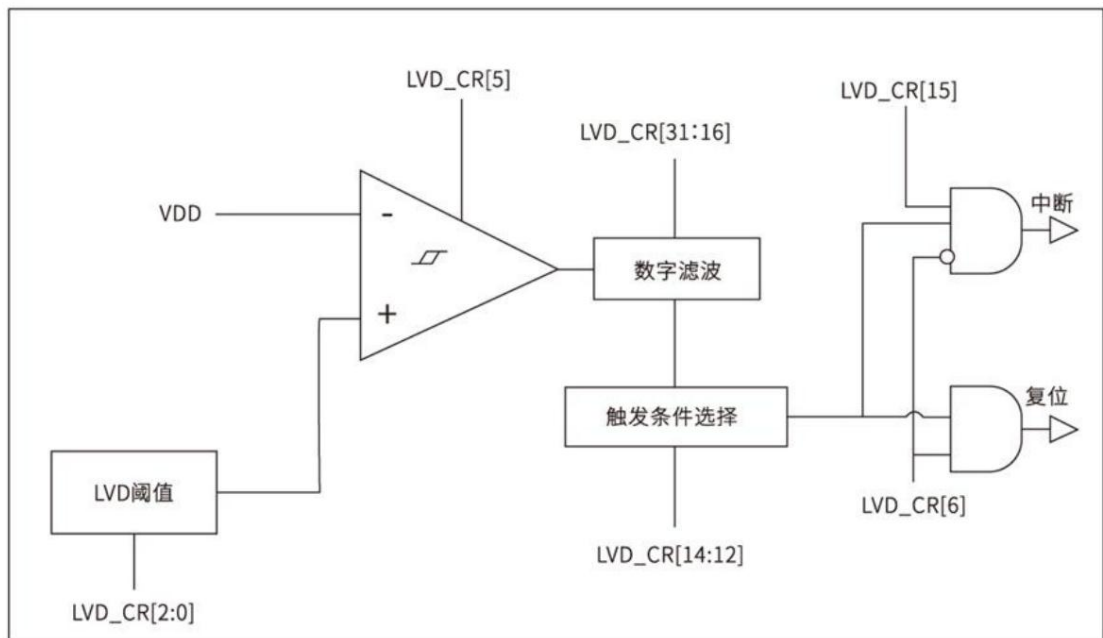 LVD_CR[5]
LVD_CR[15]
LVD_CR[31:16]
VDD
-
中断
数字滤波
+
触发条件选择
复位
LVD阈值
LVD_CR[6]
LVD_CR[14:12]
LVD_CR[2:0]